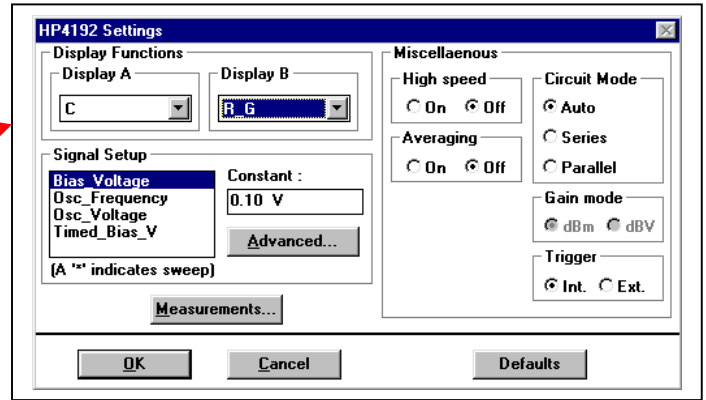 HP4192 Settings
Display Functions
Display A
C
Display B
R_G
Signal Setup
Bias_Voltage
Osc_Frequency
Osc_Voltage
Timed_Bias_V
(A '*' indicates sweep)
Constant :
0.10 V
Advanced...
Measurements...
Miscellaenous
High speed
On Off
Averaging
On Off
Circuit Mode
Auto
Series
Parallel
Gain mode
dBm dBV
Trigger
Int. Ext.
OK Cancel Defaults